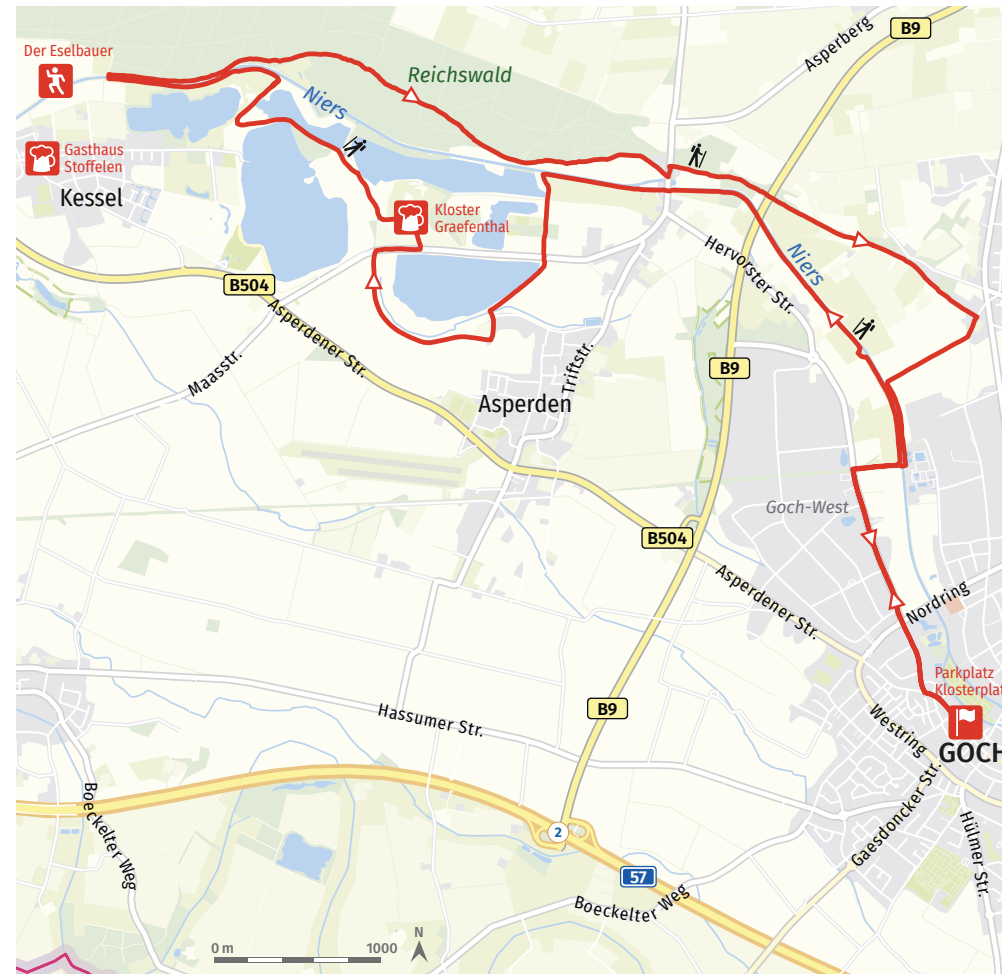 B9
Asperberg
Der Eselbauer
Reichswald
Niers
Gasthaus
Stoffelen
Kessel
Kloster
Graefenthal
Hervorster Str.
Niers
B504
Asperdener Str.
Maasstr.
Triftstr.
B9
Asperden
Goch-West
B504
Asperdener Str.
Nordring
Parkplatz
Klosterplat
B9
Hassumer Str.
Westring
GOCH
Gaesdoncker Str.
Boeckelter Weg
Hülmer Str.
2
57
Boeckelter Weg
N
0 m 1000